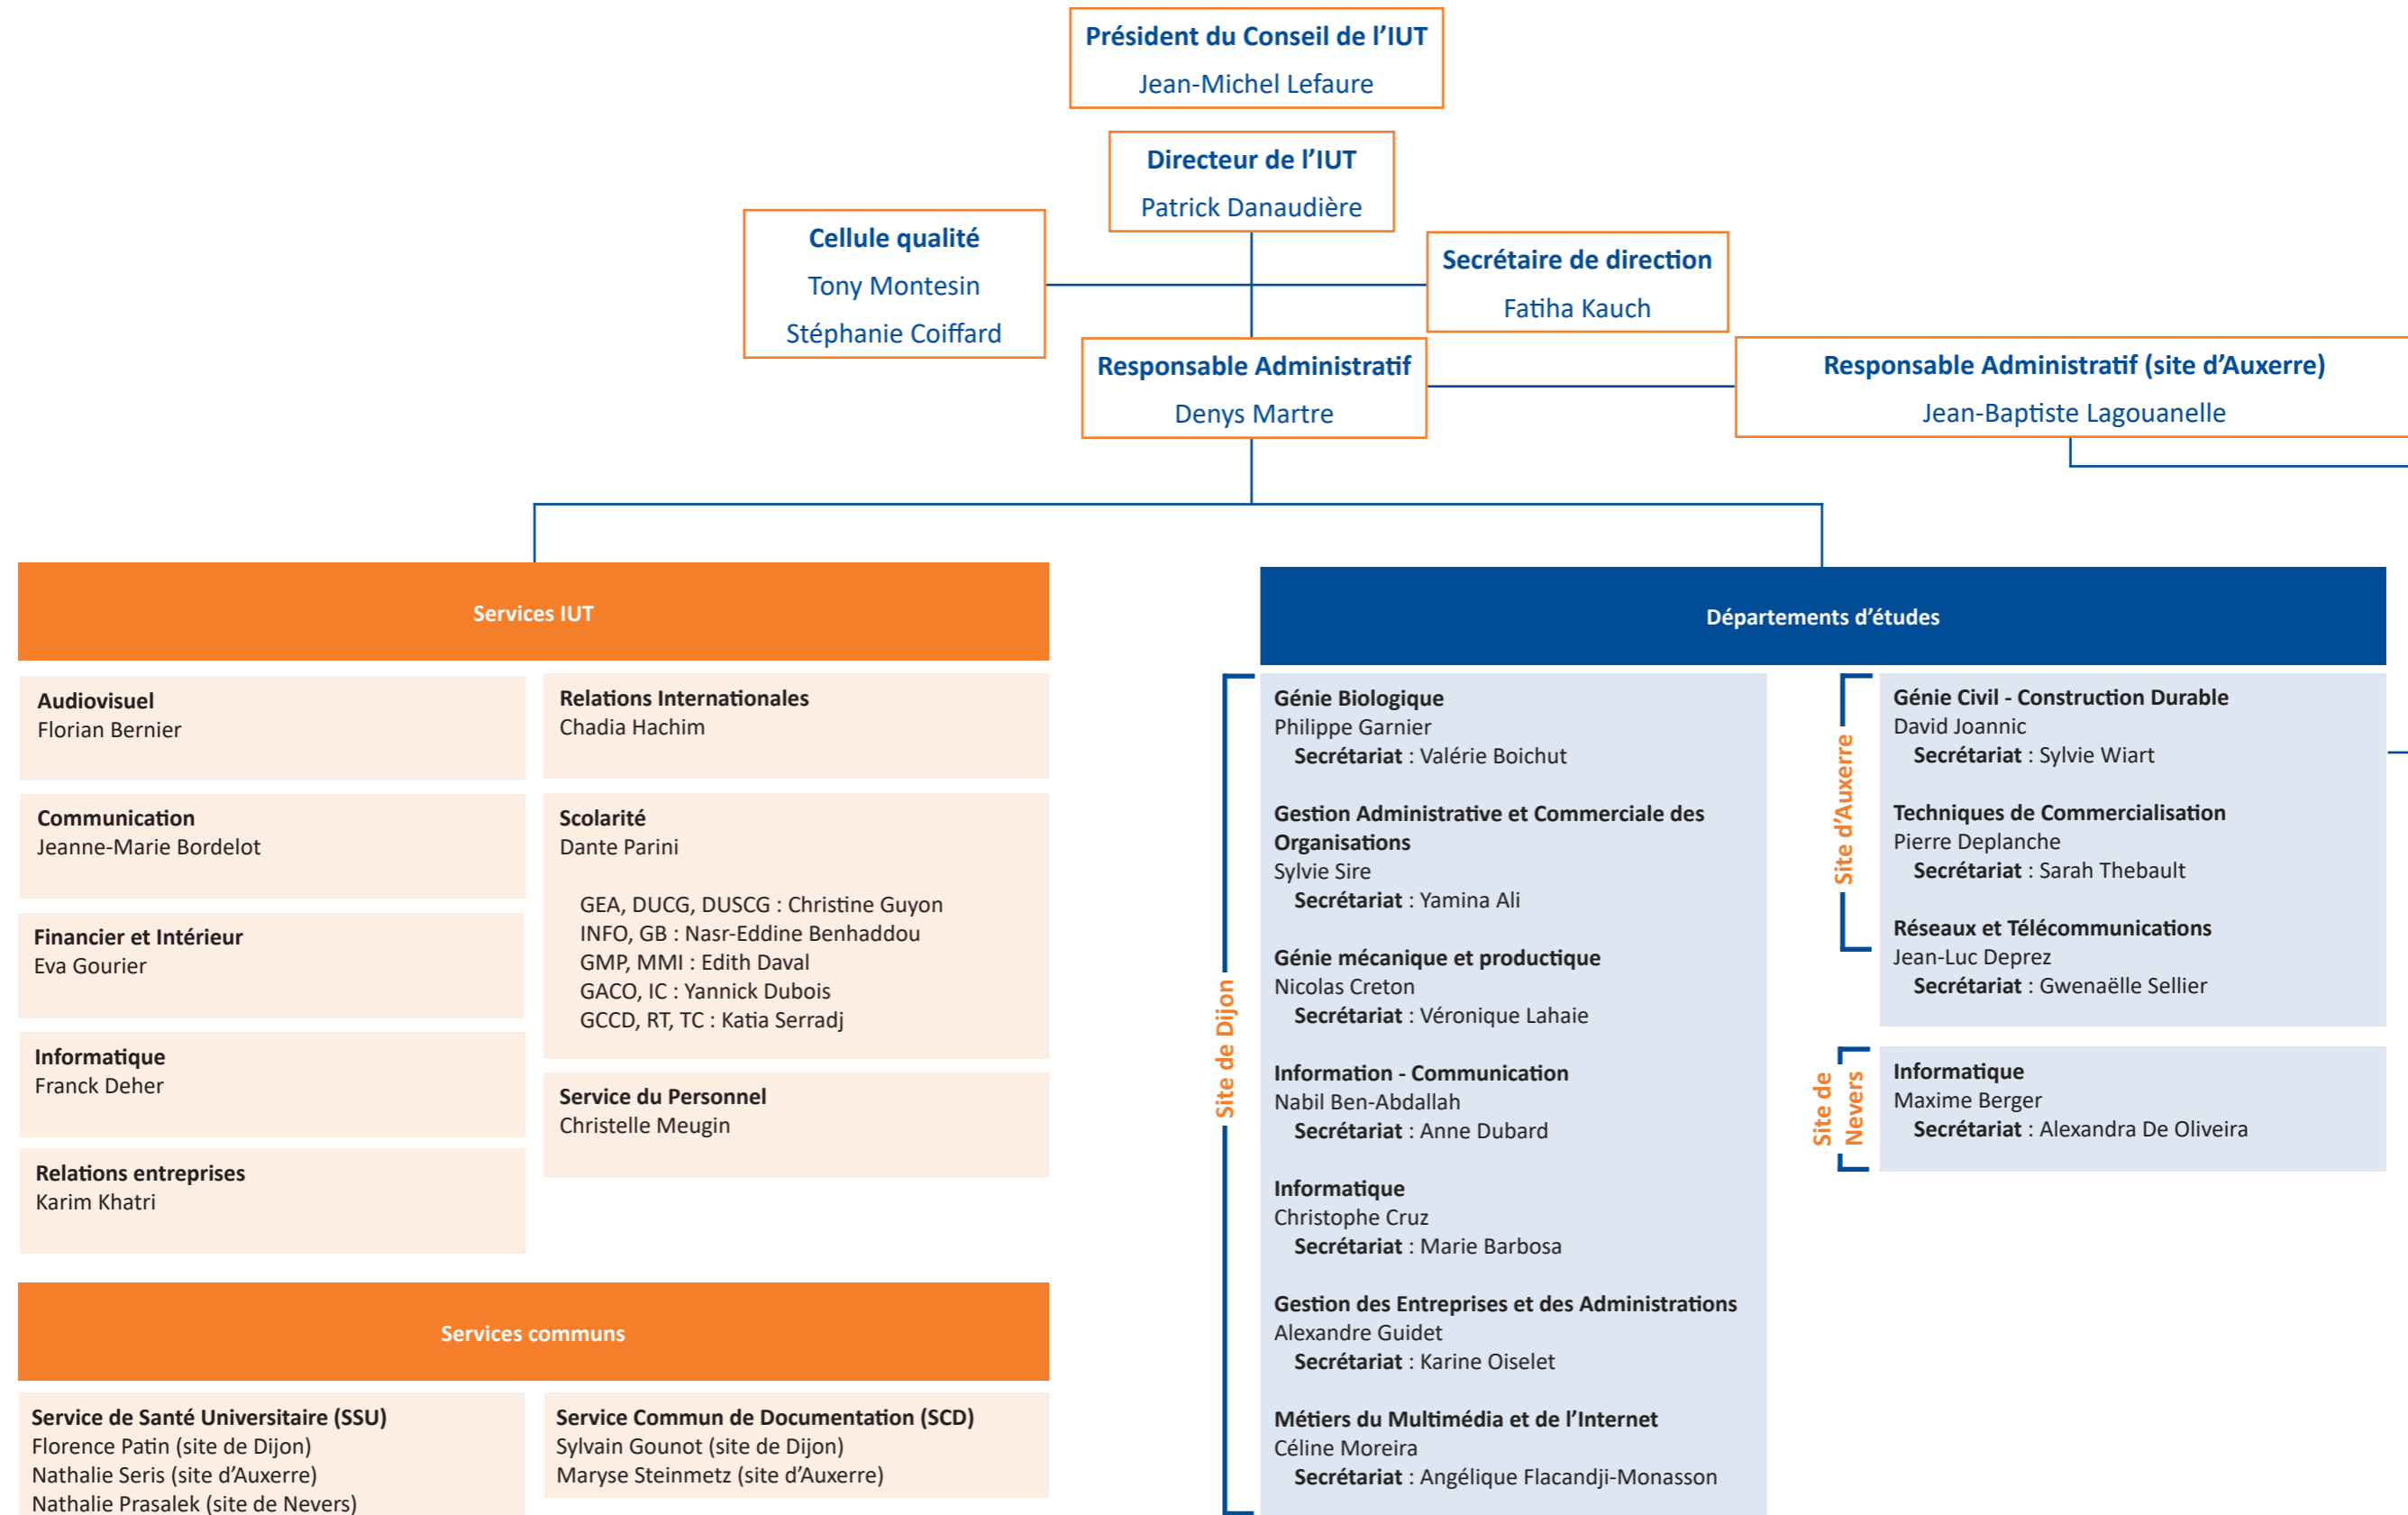 Président du Conseil de l’IUT
Jean-Michel Lefaure
Directeur de l’IUT
Patrick Danaudière
Cellule qualité
Tony Montesin
Stéphanie Coiffard
Secrétaire de direction
Fatiha Kauch
Responsable Administratif
Denys Martre
Responsable Administratif (site d’Auxerre)
Jean-Baptiste Lagouanelle
Services IUT
Audiovisuel
Florian Bernier
Communication
Jeanne-Marie Bordelot
Financier et Intérieur
Eva Gourier
Informatique
Franck Deher
Relations entreprises
Karim Khatri
Relations Internationales
Chadia Hachim
Scolarité
Dante Parini
GEA, DUCG, DUSCG : Christine Guyon
INFO, GB : Nasr-Eddine Benhaddou
GMP, MMI : Edith Daval
GACO, IC : Yannick Dubois
GCCD, RT, TC : Katia Serradj
Service du Personnel
Christelle Meugin
Services communs
Service de Santé Universitaire (SSU)
Florence Patin (site de Dijon)
Nathalie Seris (site d’Auxerre)
Nathalie Prasalek (site de Nevers)
Service Commun de Documentation (SCD)
Sylvain Gounot (site de Dijon)
Maryse Steinmetz (site d’Auxerre)
Départements d’études
Site de Dijon
Génie Biologique
Philippe Garnier
Secrétariat : Valérie Boichut
Gestion Administrative et Commerciale des
Organisations
Sylvie Sire
Secrétariat : Yamina Ali
Génie mécanique et productique
Nicolas Creton
Secrétariat : Véronique Lahaie
Information - Communication
Nabil Ben-Abdallah
Secrétariat : Anne Dubard
Informatique
Christophe Cruz
Secrétariat : Marie Barbosa
Gestion des Entreprises et des Administrations
Alexandre Guidet
Secrétariat : Karine Oiselet
Métiers du Multimédia et de l’Internet
Céline Moreira
Secrétariat : Angélique Flacandji-Monasson
Site d’Auxerre
Génie Civil - Construction Durable
David Joannic
Secrétariat : Sylvie Wiart
Techniques de Commercialisation
Pierre Deplanche
Secrétariat : Sarah Thebault
Réseaux et Télécommunications
Jean-Luc Deprez
Secrétariat : Gwenaëlle Sellier
Site de
Nevers
Informatique
Maxime Berger
Secrétariat : Alexandra De Oliveira